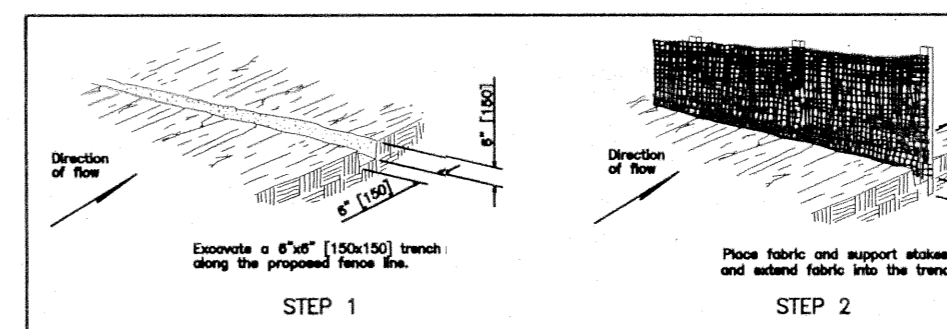 Direction
of flow
6" [150]
6" [150]
Excavate a 6"x6" [150x150] trench
along the proposed fence line.
STEP 1
Direction
of flow
Place fabric and support stakes
and extend fabric into the trenc
STEP 2